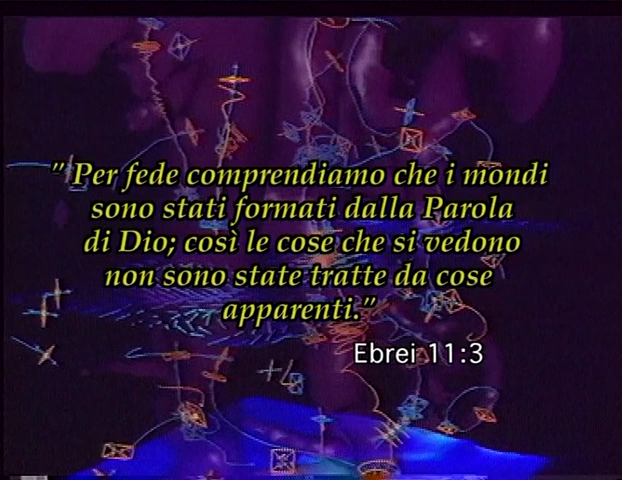 " Per fede comprendiamo che i mondi
sono stati formati dalla Parola
di Dio; così le cose che si vedono
non sono state tratte da cose
apparenti."
Ebrei 11:3